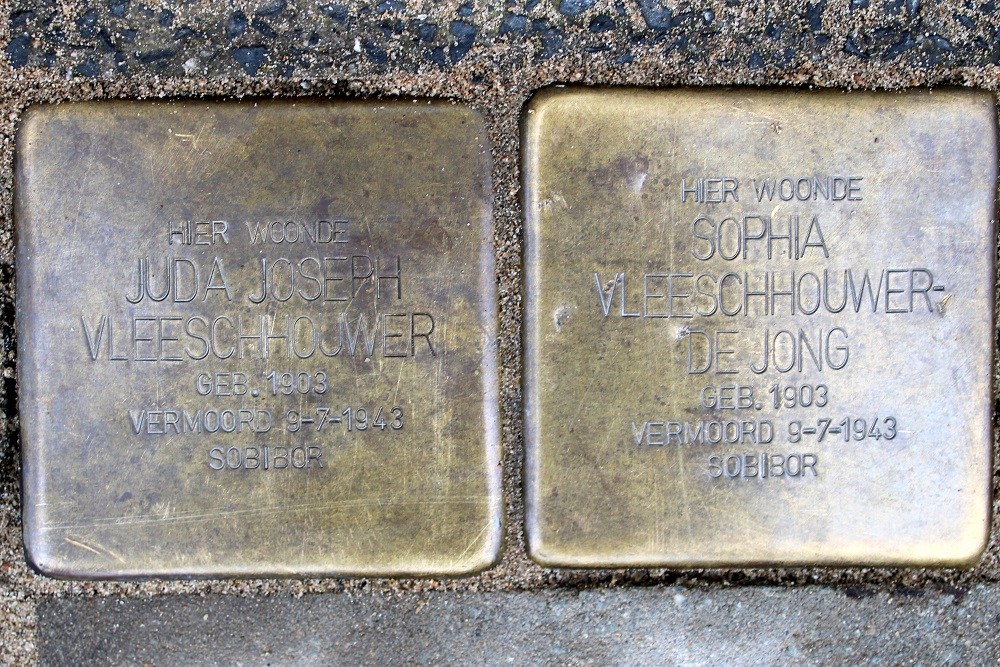 HIER WOONDE
JUDA JOSEPH
VLEESCHHOUWER
GEB. 1903
VERMOORD 9-7-1943
SOBIBOR
HIER WOONDE
SOPHIA
VLEESCHHOUWER-
DE JONG
GEB. 1903
VERMOORD 9-7-1943
SOBIBOR